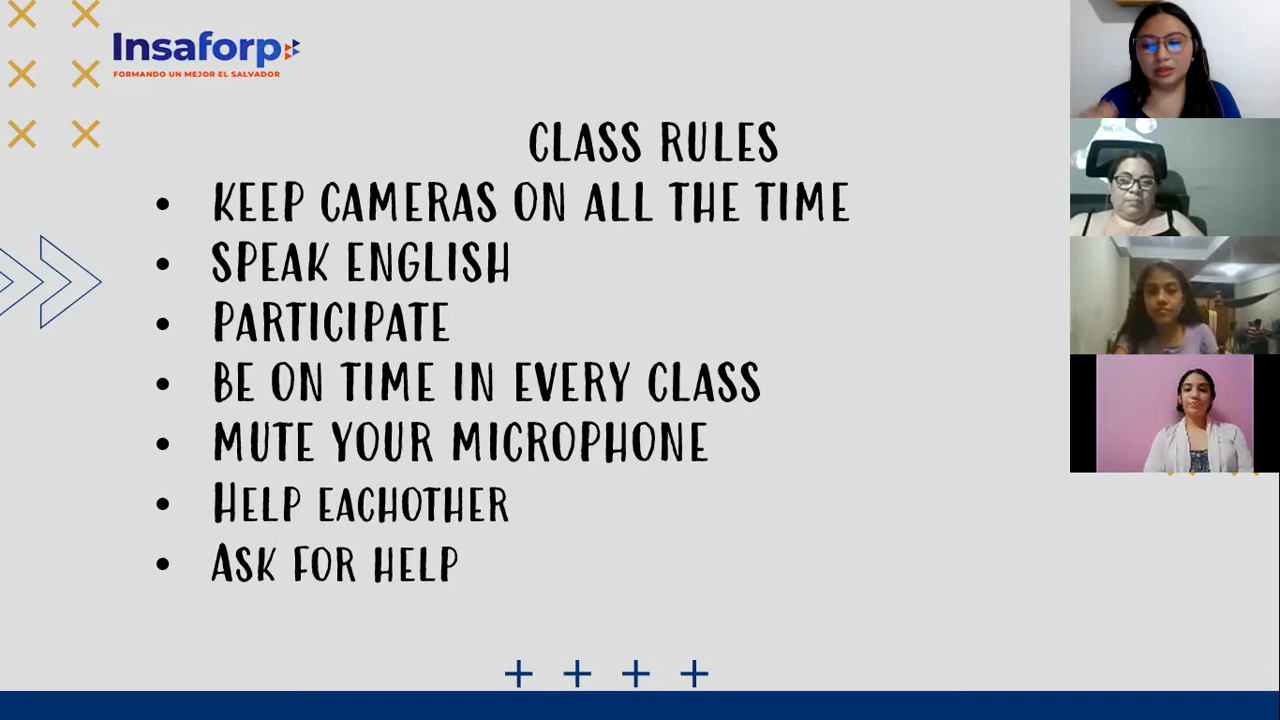 Insaforp
FORMANDO UN MEJOR EL SALVADOR
CLASS RULES
• KEEP CAMERAS ON ALL THE TIME
• SPEAK ENGLISH
• PARTICIPATE
• BE ON TIME IN EVERY CLASS
• MUTE YOUR MICROPHONE
• HELP EACHOTHER
• ASK FOR HELP